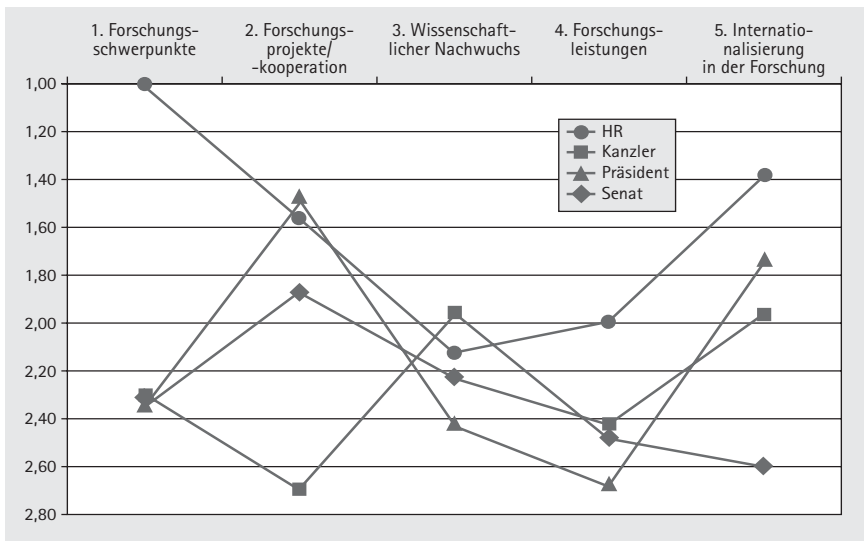 1. Forschungs-
schwerpunkte
2. Forschungs-
projekte/
-kooperation
3. Wissenschaft-
licher Nachwuchs
4. Forschungs-
leistungen
5. Internatio-
nalisierung
in der Forschung
1,00
1,20
1,40
1,60
1,80
2,00
2,20
2,40
2,60
2,80
HR
Kanzler
Präsident
Senat